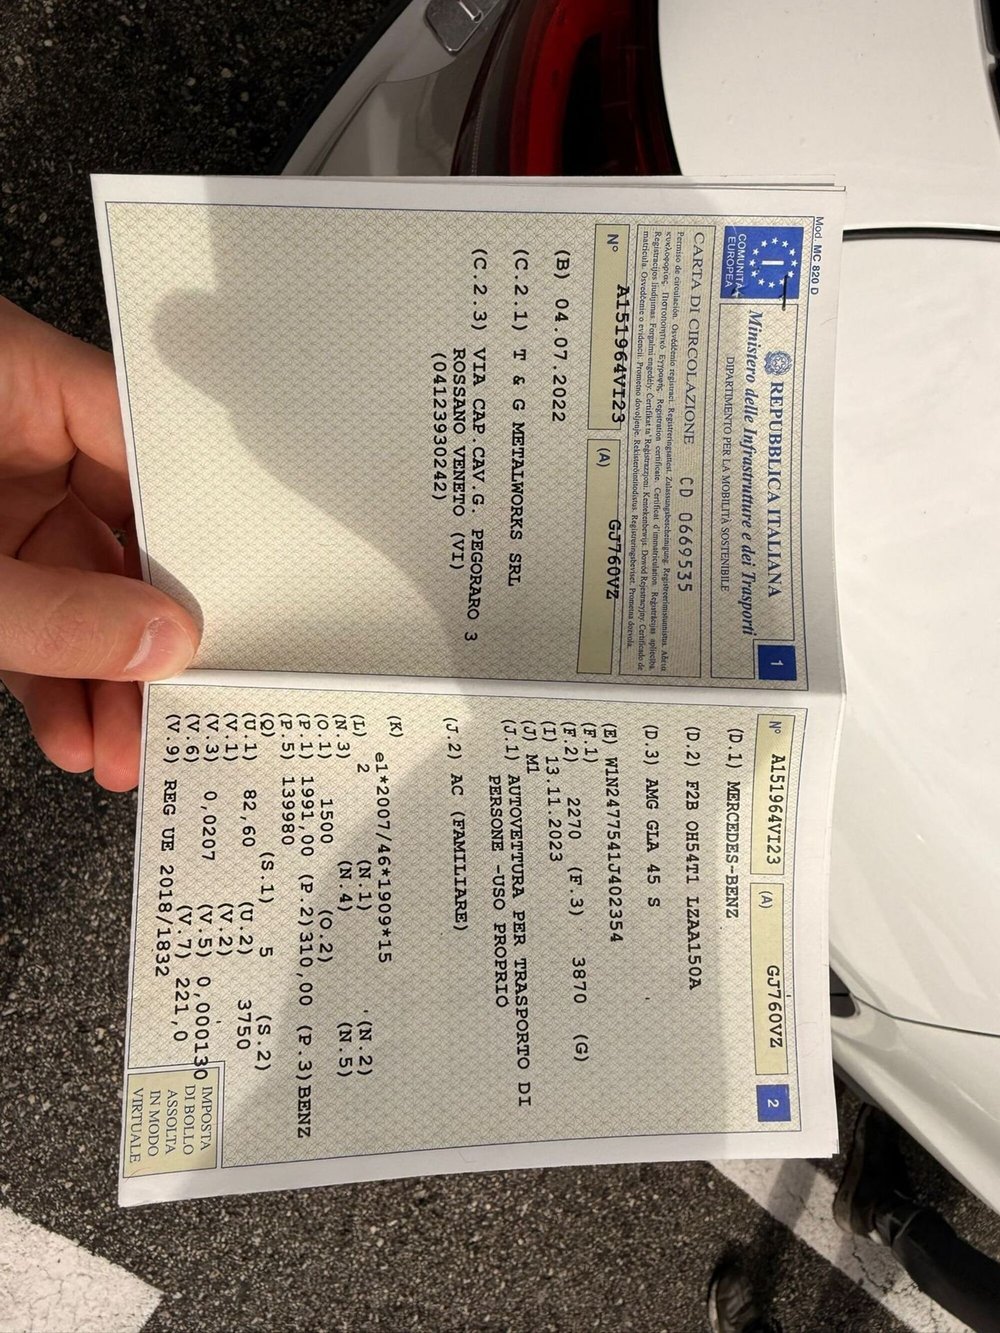 Mod. MC 820 D
COMUNITÀ
EUROPEA
I
REPUBBLICA ITALIANA
Ministero delle Infrastrutture e dei Trasporti
DIPARTIMENTO PER LA MOBILITÀ SOSTENIBILE
1
CARTA DI CIRCOLAZIONE CD 0669535
N° A151964VI23 (A) GJ760VZ
(B) 04.07.2022
(C.2.1) T & G METALWORKS SRL
(C.2.3) VIA CAP.CAV.G. PEGORARO 3
ROSSANO VENETO (VI)
(04123930242)
N° A151964VI23 (A) GJ760VZ 2
(D.1) MERCEDES-BENZ
(D.2) F2B OH54T1 LZAA150A
(D.3) AMG GLA 45 S
(E) W1N2477541J402354
(F.1)
(F.2) 2270 (F.3) 3870 (G)
(I) 13.11.2023
(J) M1
(J.1) AUTOVETTURA PER TRASPORTO DI
PERSONE -USO PROPRIO
(J.2) AC (FAMILIARE)
(K) e1*2007/46*1909*15
(L) 2 (N.1) (N.2)
(N.3) (N.4) (N.5)
(O.1) 1500 (O.2)
(P.1) 1991,00 (P.2)310,00 (P.3)BENZ
(P.5) 139980
(Q) (S.1) 5 (S.2)
(U.1) 82,60 (U.2) 3750
(V.1) (V.2)
(V.3) 0,0207 (V.5) 0,000130
(V.6) (V.7) 221,0
(V.9) REG UE 2018/1832
IMPOSTA
DI BOLLO
ASSOLTA
IN MODO
VIRTUALE